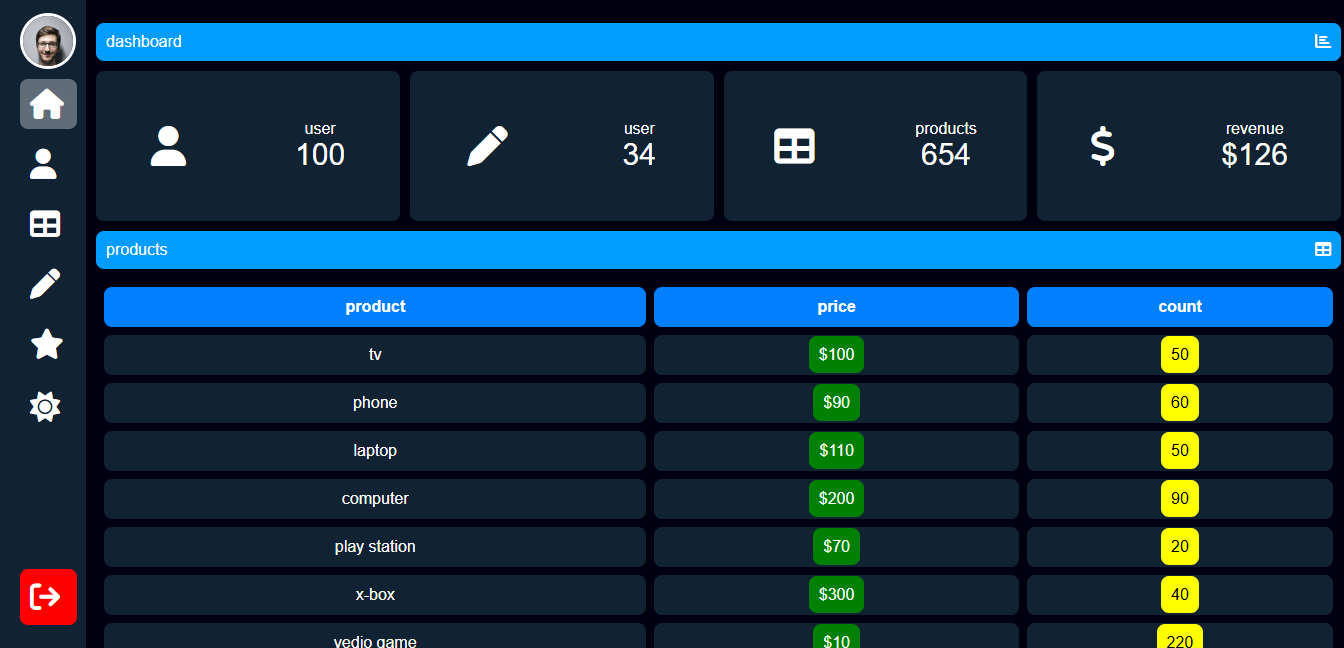 dashboard
user
100
user
34
products
654
revenue
$126
products
product price count
tv $100 50
phone $90 60
laptop $110 50
computer $200 90
play station $70 20
x-box $300 40
vedio game $10 220